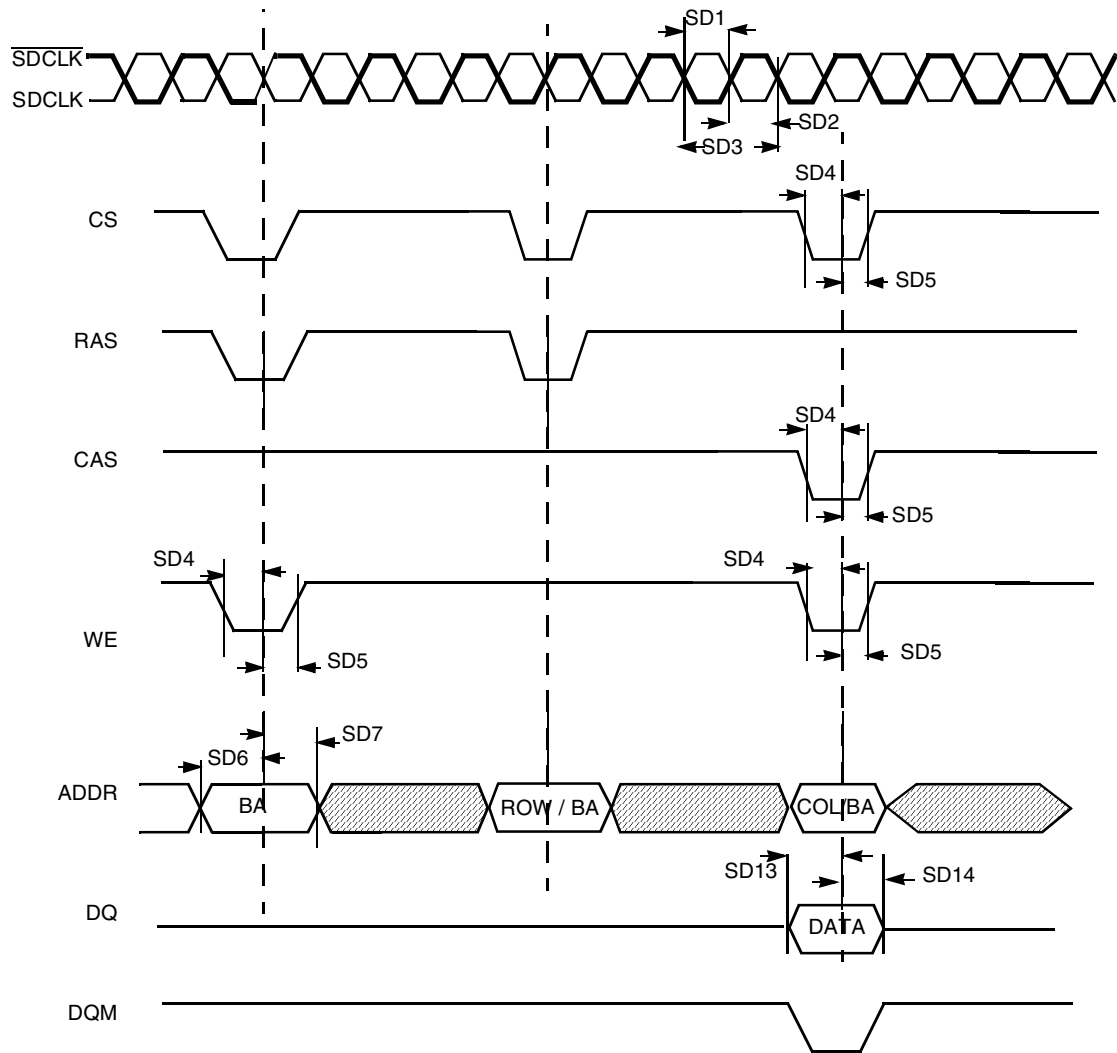 SD1
SDCLK
SDCLK
SD2
SD3
SD4
CS
SD5
RAS
SD4
CAS
SD5
SD4
SD4
WE
SD5
SD5
SD6
SD7
ADDR
BA
ROW / BA
COL/BA
SD13
SD14
DQ
DATA
DQM